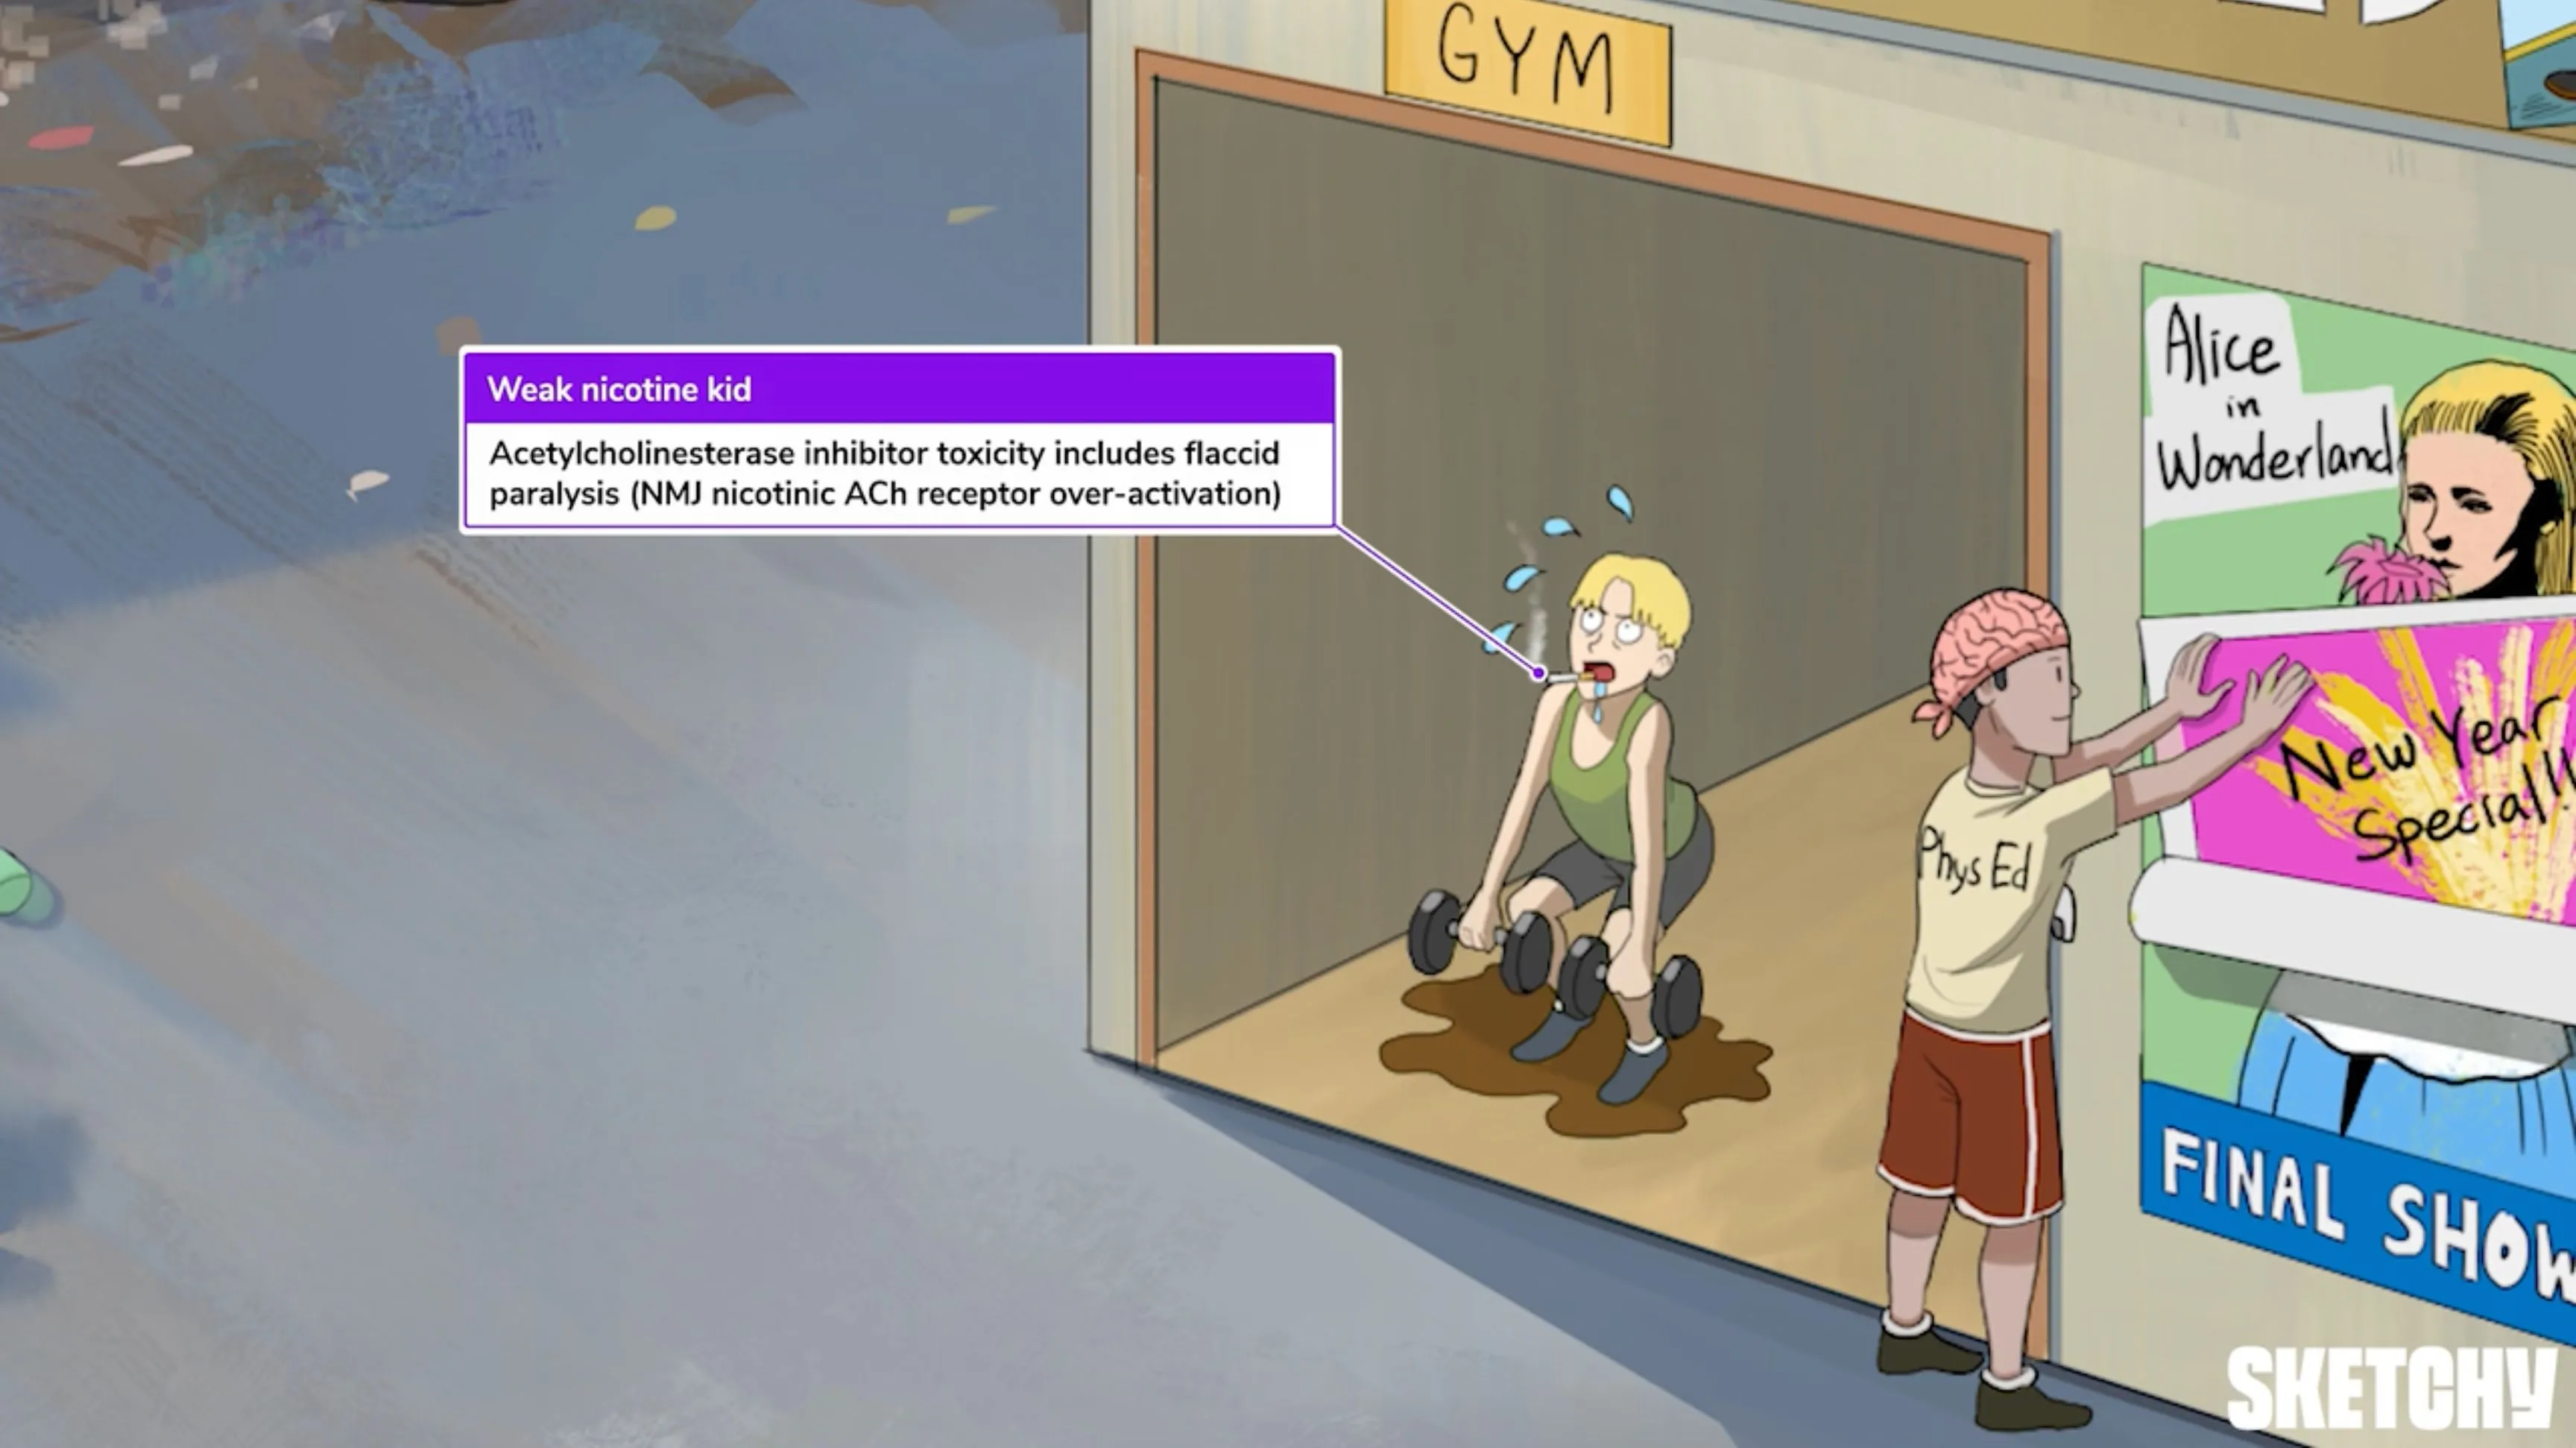 GYM
Weak nicotine kid
Acetylcholinesterase inhibitor toxicity includes flaccid
paralysis (NMJ nicotinic ACh receptor over-activation)
Alice
in
Wonderland
New Year
Special!!
Phys Ed
FINAL SHOW
SKETCHY